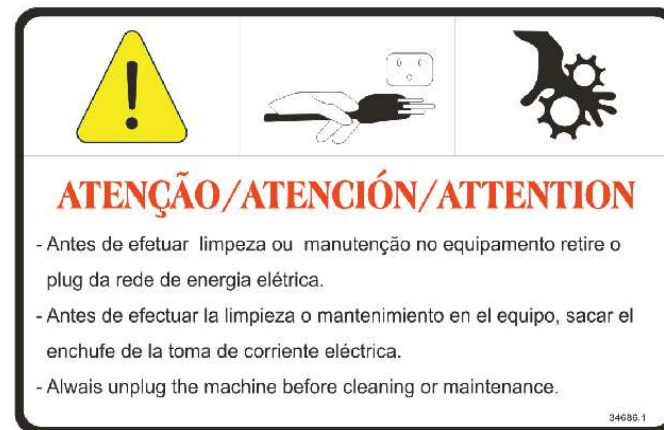 ATENÇÃO/ATENCIÓN/ATTENTION
- Antes de efetuar limpeza ou manutenção no equipamento retire o
plug da rede de energia elétrica.
- Antes de efectuar la limpieza o mantenimiento en el equipo, sacar el
enchufe de la toma de corriente eléctrica.
- Alwais unplug the machine before cleaning or maintenance.
34686.1